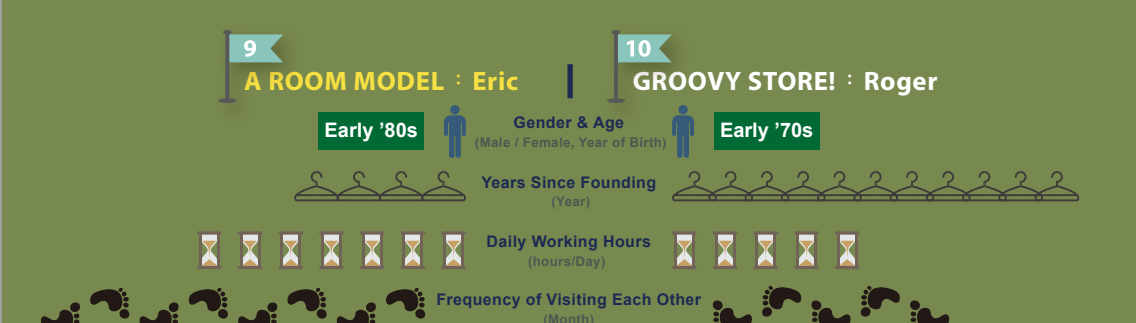 9
A ROOM MODEL : Eric
10
GROOVY STORE! : Roger
Early ’80s
Gender & Age
(Male / Female, Year of Birth)
Early ’70s
Years Since Founding
(Year)
Daily Working Hours
(hours/Day)
Frequency of Visiting Each Other
(Month)